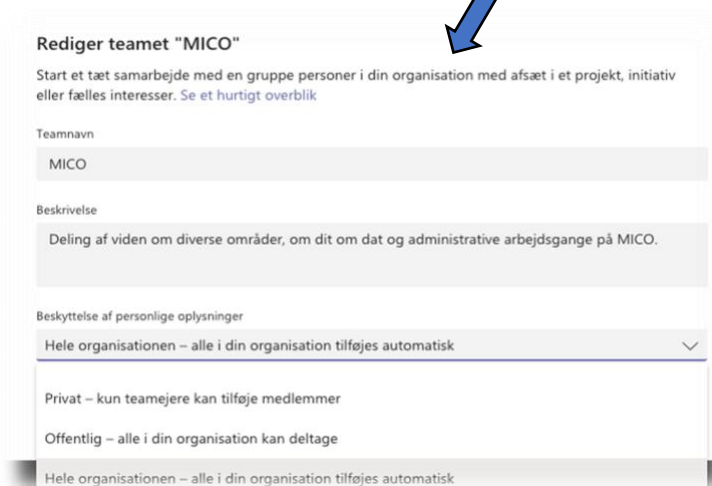 Rediger teamet "MICO"
Start et tæt samarbejde med en gruppe personer i din organisation med afsæt i et projekt, initiativ
eller fælles interesser. Se et hurtigt overblik
Teamnavn
MICO
Beskrivelse
Deling af viden om diverse områder, om dit om dat og administrative arbejdsgange på MICO.
Beskyttelse af personlige oplysninger
Hele organisationen – alle i din organisation tilføjes automatisk
Privat – kun teamejere kan tilføje medlemmer
Offentlig – alle i din organisation kan deltage
Hele organisationen – alle i din organisation tilføjes automatisk